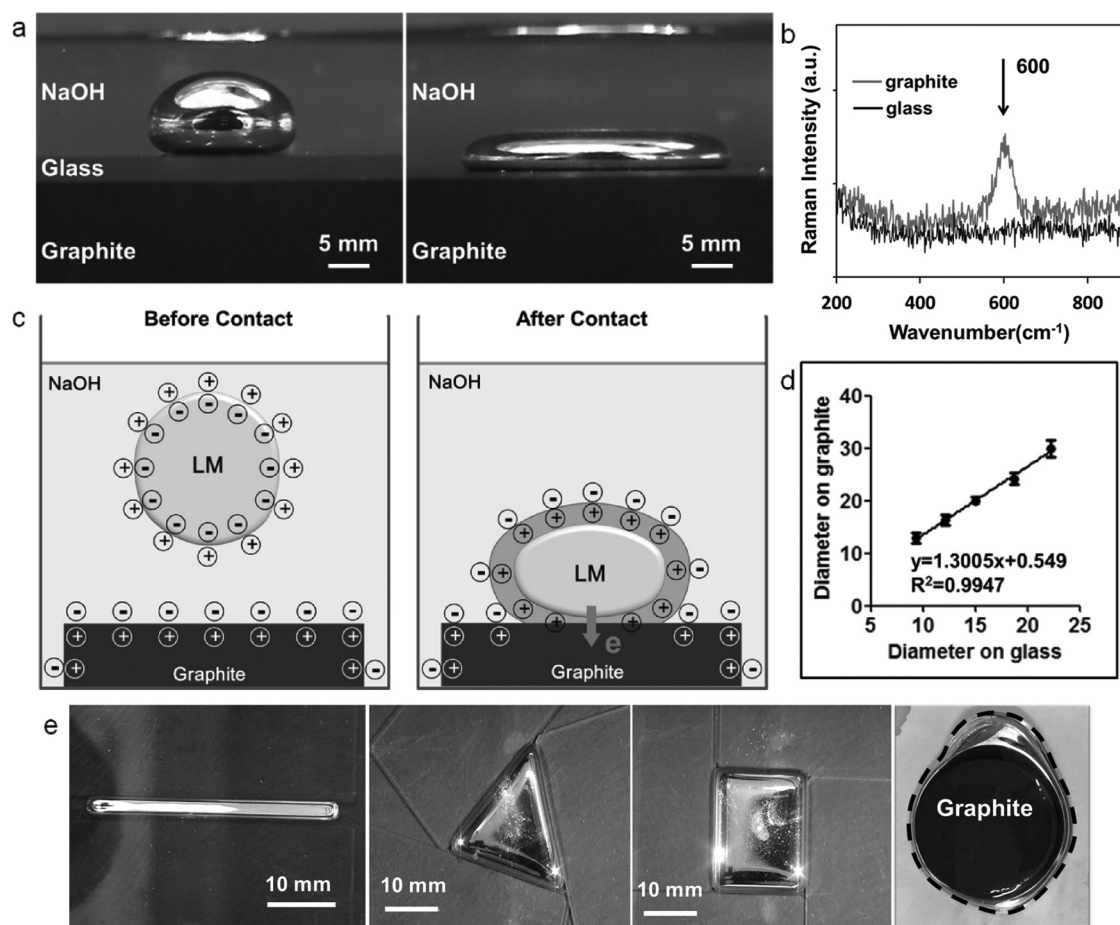 a
NaOH
Glass
Graphite
5 mm
NaOH
5 mm
b
Raman Intensity (a.u.)
graphite
glass
600
200
400
600
800
Wavenumber(cm⁻¹)
c
Before Contact
NaOH
+ + + + + + + + + + + +
- - - - - - - - - - - -
LM
- - - - - - -
+ + + + + + +
- + Graphite + -
After Contact
NaOH
LM
e
Graphite
d
Diameter on graphite
40
30
20
10
0
y=1.3005x+0.549
R²=0.9947
5
10
15
20
25
Diameter on glass
e
10 mm
10 mm
10 mm
Graphite